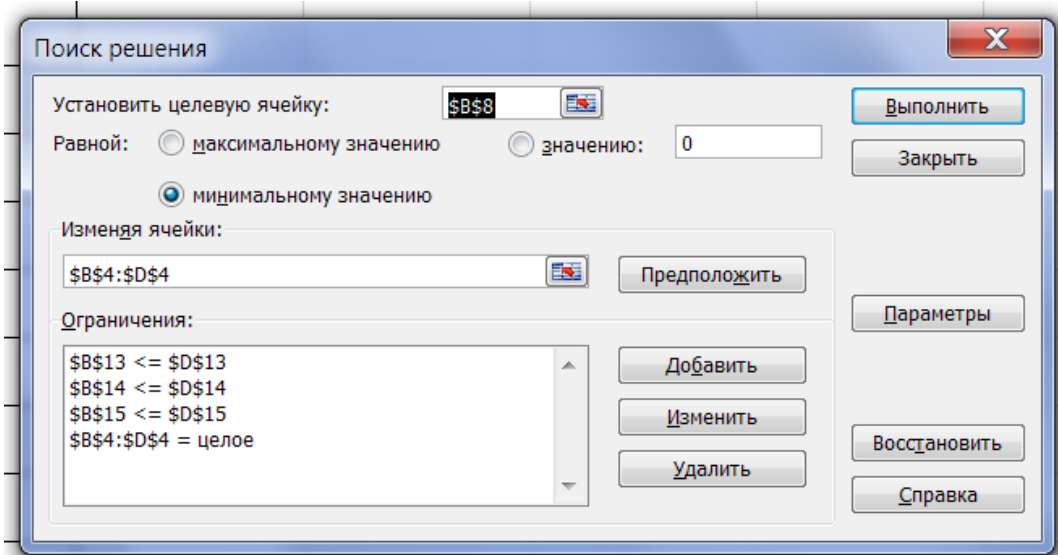 Поиск решения
X
Установить целевую ячейку: $B$8
Выполнить
Равной: максимальному значению значению: 0
Закрыть
минимальному значению
Изменяя ячейки:
$B$4:$D$4
Предположить
Ограничения:
Параметры
$B$13 <= $D$13
$B$14 <= $D$14
$B$15 <= $D$15
$B$4:$D$4 = целое
Добавить
Изменить
Удалить
Восстановить
Справка